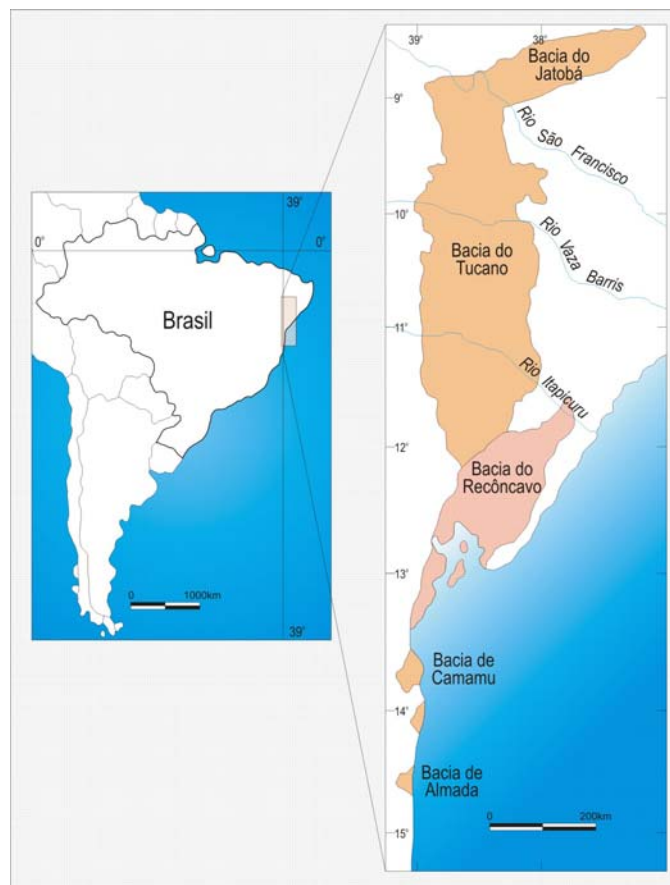 39°
0°
0°
Brasil
0
1000km
39°
39°
38°
Bacia do
Jatobá
9°
Rio São Francisco
10°
Bacia do
Tucano
Rio Vaza Barris
11°
Rio Itapicuru
12°
Bacia do
Recôncavo
13°
Bacia de
Camamu
14°
Bacia de
Almada
0
200km
15°